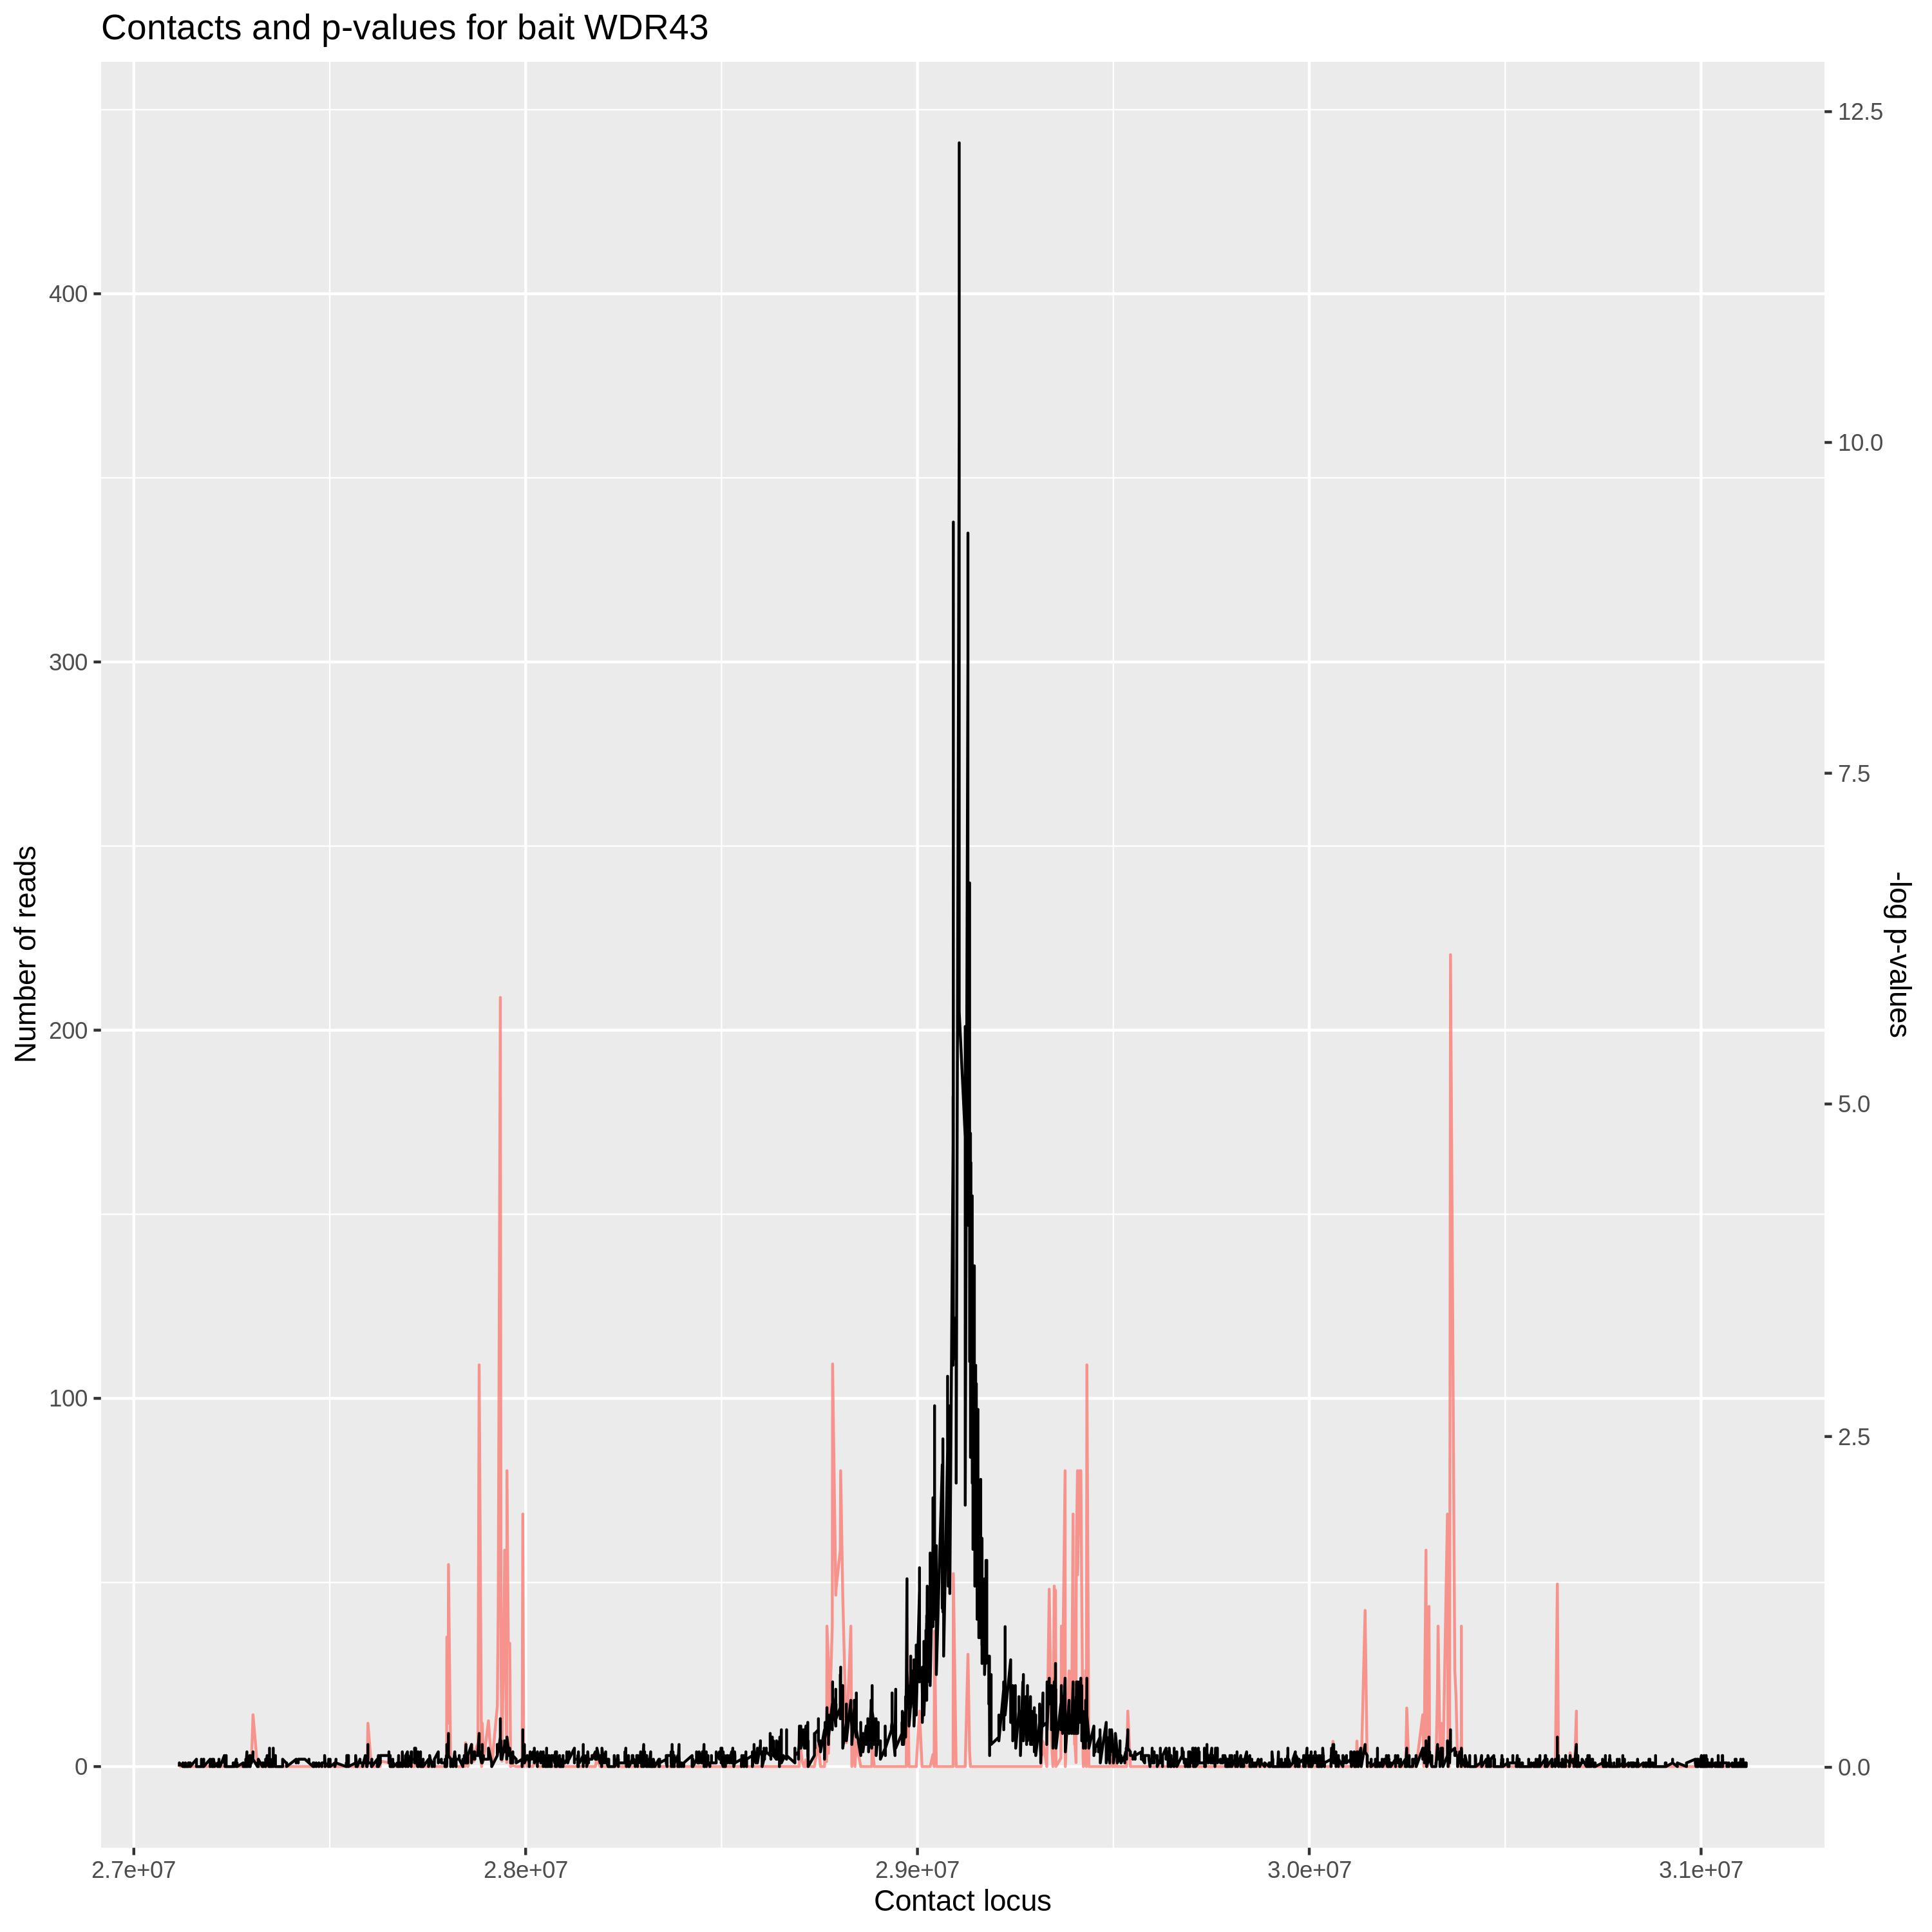 Contacts and p-values for bait WDR43
12.5
400
10.0
300
7.5
Number of reads
-log p-values
200
5.0
100
2.5
0
0.0
2.7e+07
2.8e+07
2.9e+07
3.0e+07
3.1e+07
Contact locus